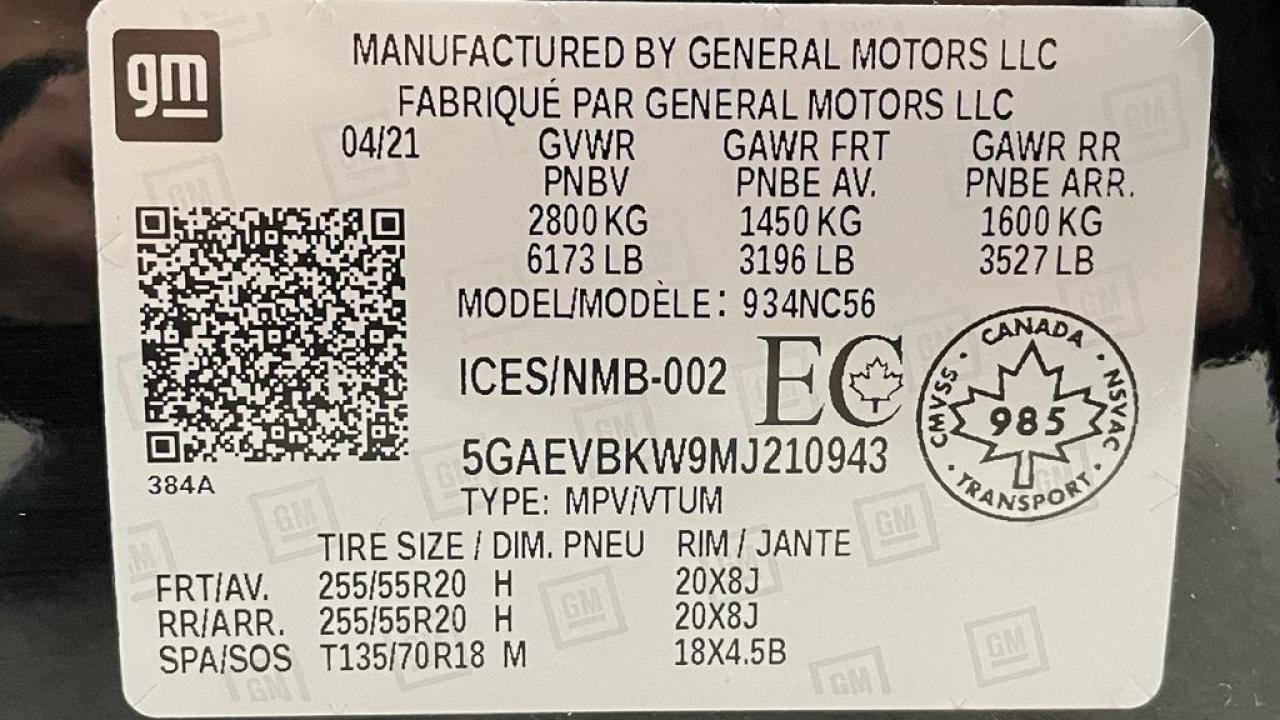 gm
MANUFACTURED BY GENERAL MOTORS LLC
FABRIQUÉ PAR GENERAL MOTORS LLC
04/21 GVWR GAWR FRT GAWR RR
PNBV PNBE AV. PNBE ARR.
2800 KG 1450 KG 1600 KG
6173 LB 3196 LB 3527 LB
MODEL/MODÈLE: 934NC56
ICES/NMB-002 EC
CANADA
CMVSS 985 NSVAC
TRANSPORT
5GAEVBKW9MJ210943
384A
TYPE: MPV/VTUM
TIRE SIZE / DIM. PNEU RIM / JANTE
FRT/AV. 255/55R20 H 20X8J
RR/ARR. 255/55R20 H 20X8J
SPA/SOS T135/70R18 M 18X4.5B